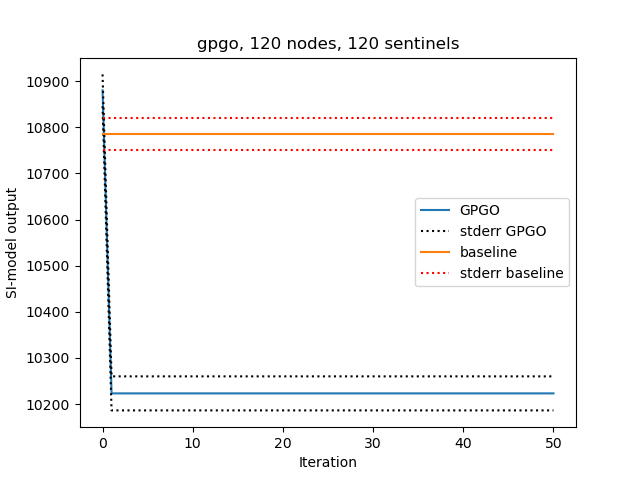 gpgo, 120 nodes, 120 sentinels
SI-model output
10900
10800
10700
10600
10500
10400
10300
10200
GPGO
stderr GPGO
baseline
stderr baseline
0
10
20
30
40
50
Iteration